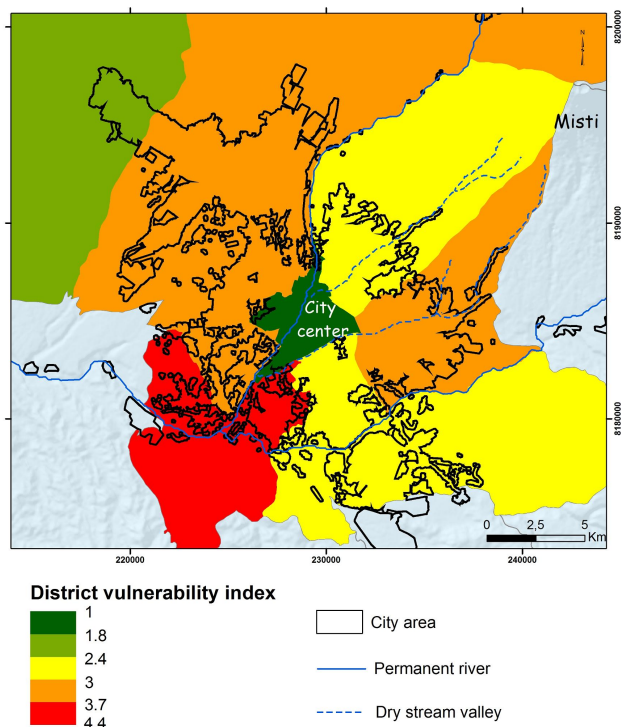 N
8200000
Misti
8190000
City
center
8180000
0 2,5 5
Km
220000 230000 240000
District vulnerability index
1
1.8
2.4
3
3.7
4.4
City area
Permanent river
Dry stream valley